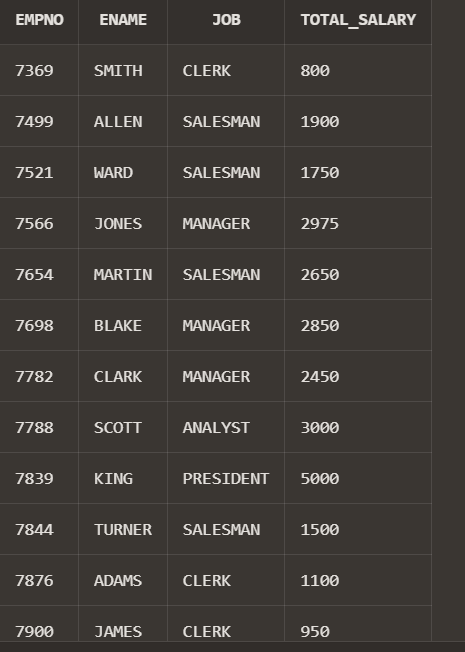 EMPNO ENAME JOB TOTAL_SALARY
7369 SMITH CLERK 800
7499 ALLEN SALESMAN 1900
7521 WARD SALESMAN 1750
7566 JONES MANAGER 2975
7654 MARTIN SALESMAN 2650
7698 BLAKE MANAGER 2850
7782 CLARK MANAGER 2450
7788 SCOTT ANALYST 3000
7839 KING PRESIDENT 5000
7844 TURNER SALESMAN 1500
7876 ADAMS CLERK 1100
7900 JAMES CLERK 950